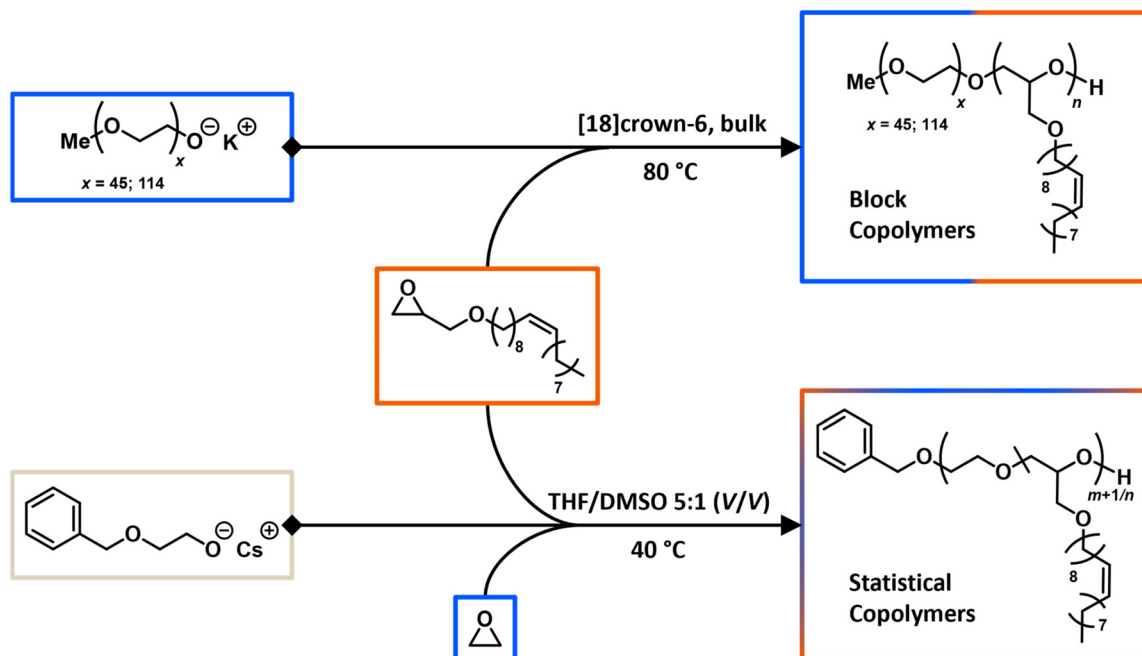 Me
O
O
⊖
K
⊕
x
x = 45; 114
[18]crown-6, bulk
80 °C
Me
O
O
O
H
x
n
x = 45; 114
O
8
7
Block
Copolymers
O
O
8
7
O
O
⊖
Cs
⊕
THF/DMSO 5:1 (V/V)
40 °C
O
O
O
O
H
m+1/n
O
8
7
Statistical
Copolymers